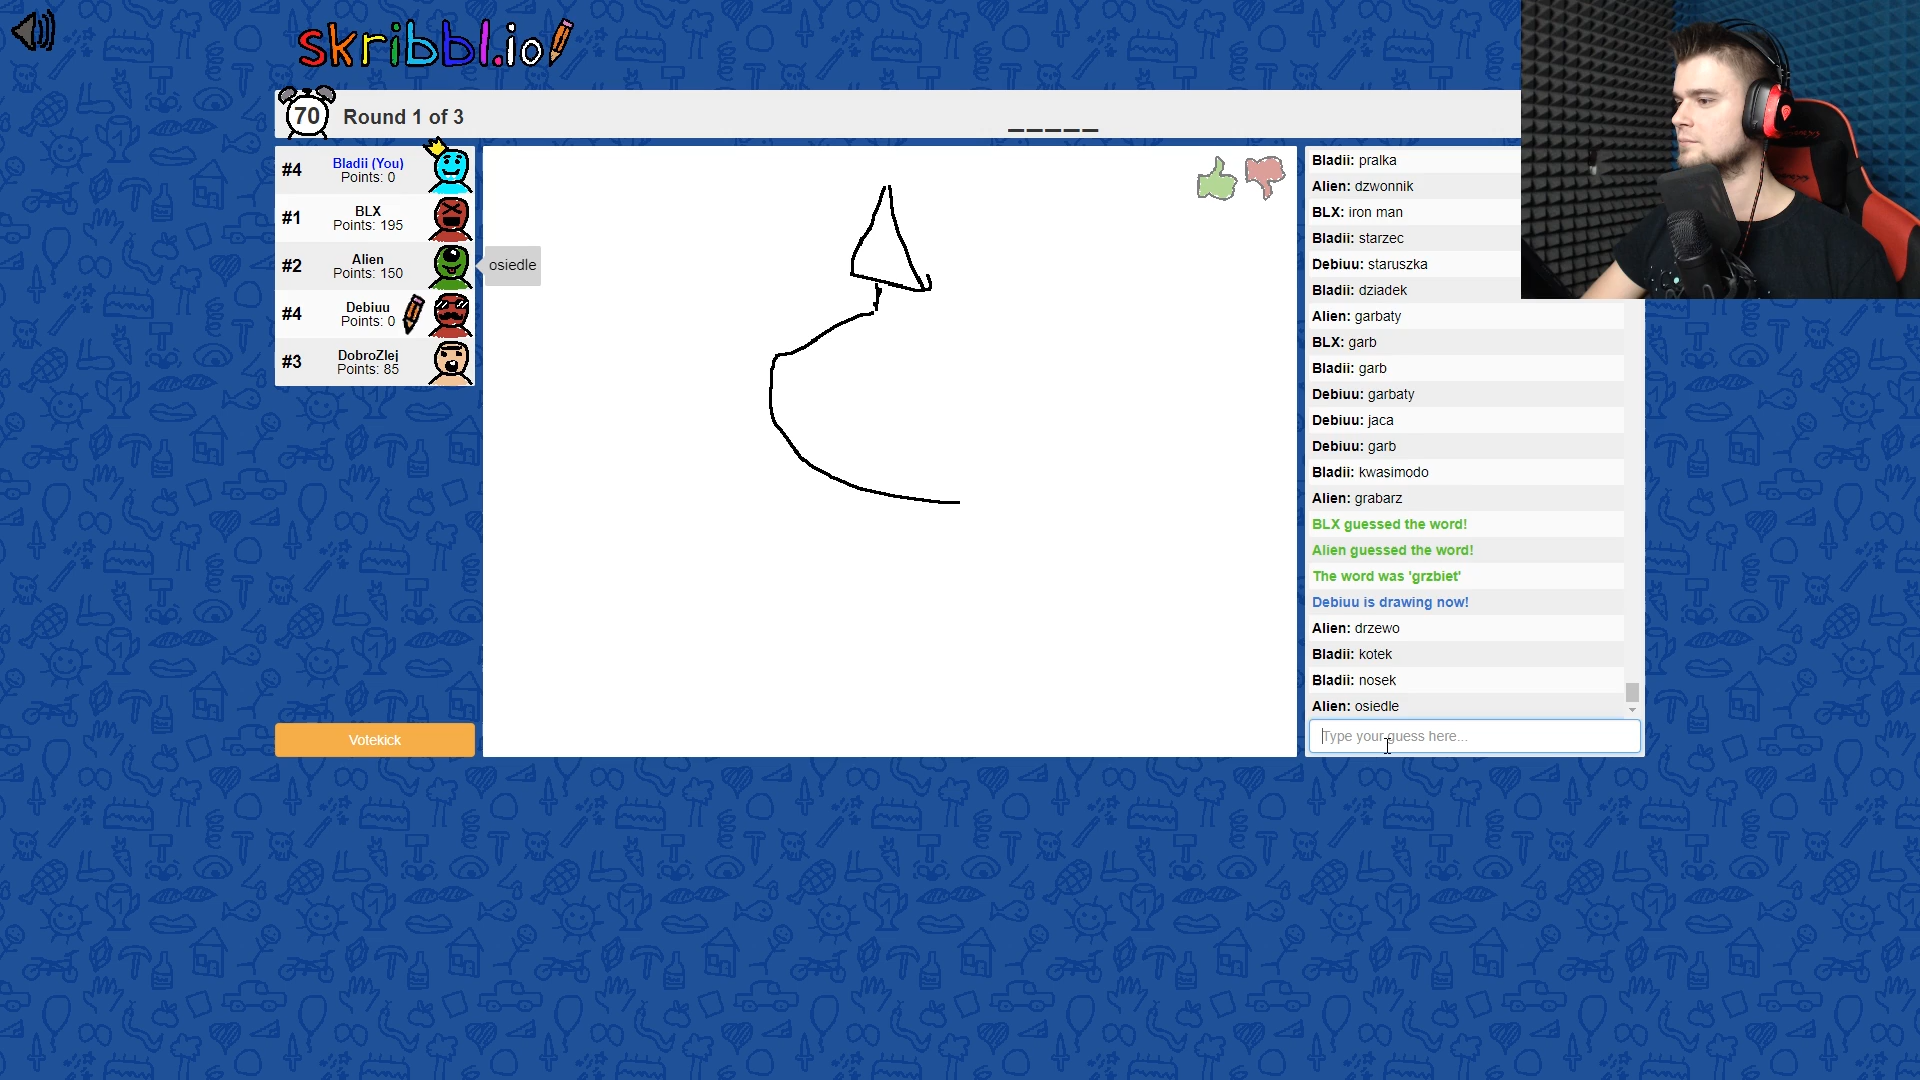 skribbl.io
70
Round 1 of 3
_____
#4
Bladii (You)
Points: 0
#1
BLX
Points: 195
#2
Alien
Points: 150
osiedle
#4
Debiuu
Points: 0
#3
DobroZlej
Points: 85
Votekick
Bladii: pralka
Alien: dzwonnik
BLX: iron man
Bladii: starzec
Debiuu: staruszka
Bladii: dziadek
Alien: garbaty
BLX: garb
Bladii: garb
Debiuu: garbaty
Debiuu: jaca
Debiuu: garb
Bladii: kwasimodo
Alien: grabarz
BLX guessed the word!
Alien guessed the word!
The word was 'grzbiet'
Debiuu is drawing now!
Alien: drzewo
Bladii: kotek
Bladii: nosek
Alien: osiedle
Type your guess here...